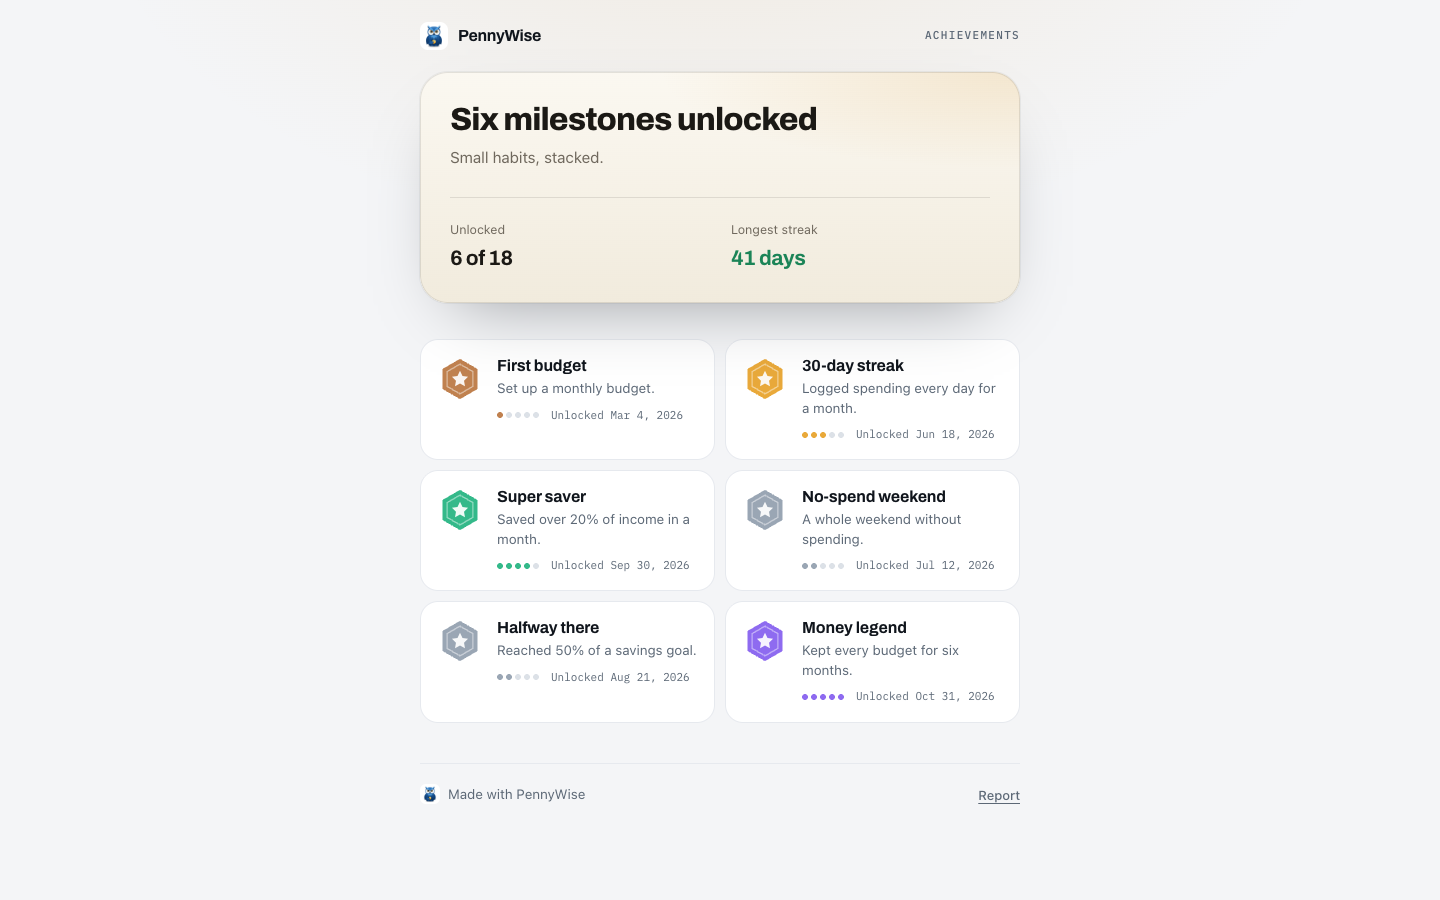 PennyWise
ACHIEVEMENTS
Six milestones unlocked
Small habits, stacked.
Unlocked
6 of 18
Longest streak
41 days
First budget
Set up a monthly budget.
Unlocked Mar 4, 2026
30-day streak
Logged spending every day for
a month.
Unlocked Jun 18, 2026
Super saver
Saved over 20% of income in a
month.
Unlocked Sep 30, 2026
No-spend weekend
A whole weekend without
spending.
Unlocked Jul 12, 2026
Halfway there
Reached 50% of a savings goal.
Unlocked Aug 21, 2026
Money legend
Kept every budget for six
months.
Unlocked Oct 31, 2026
Made with PennyWise
Report